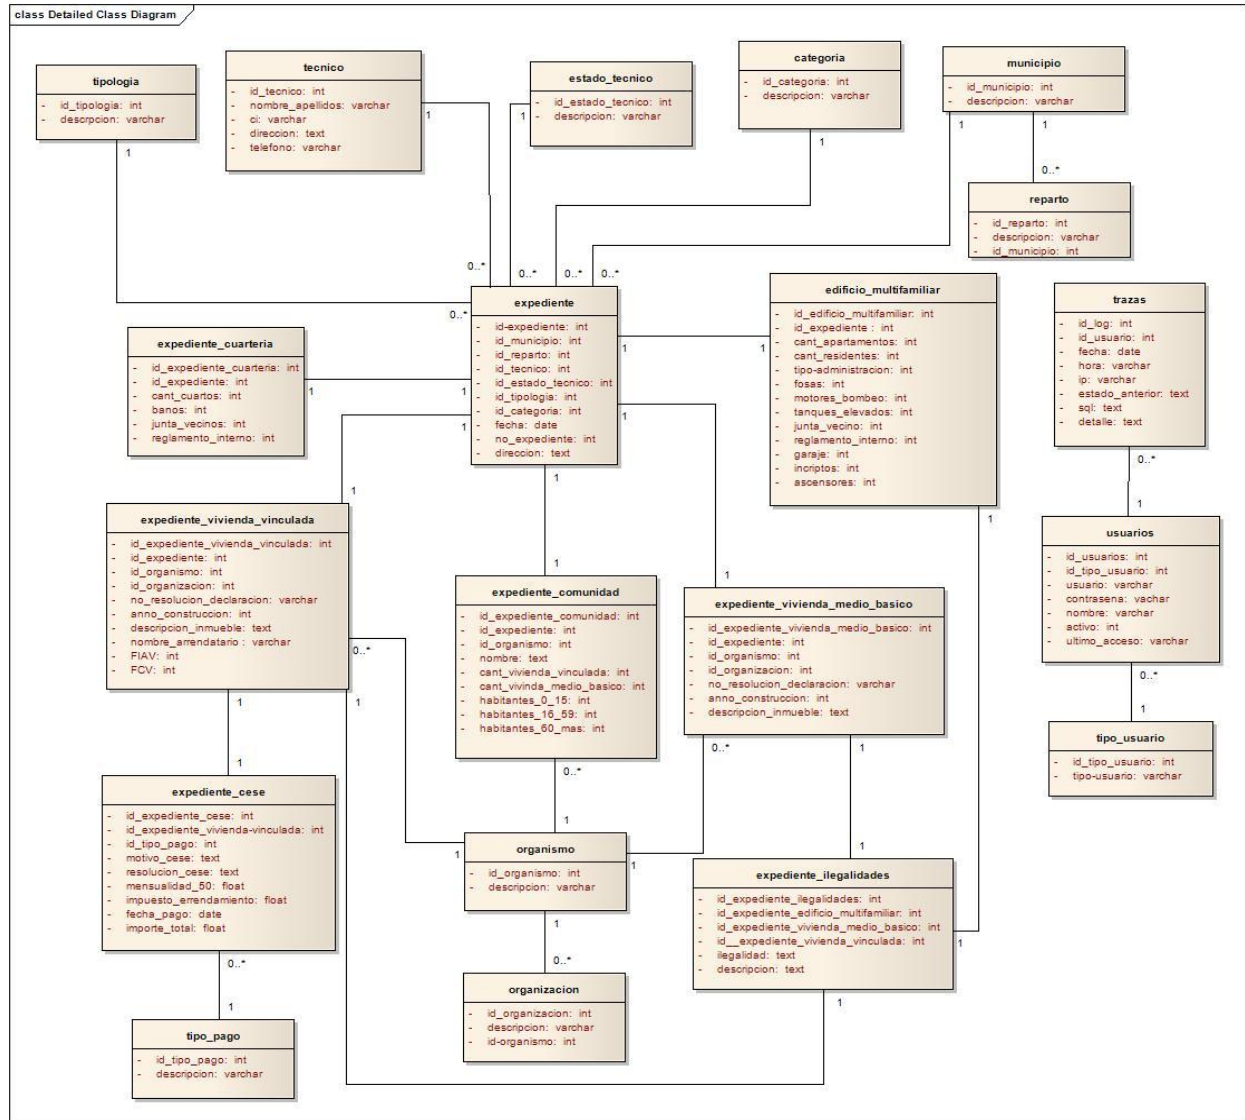 class Detailed Class Diagram
tipologia
- id_tipologia: int
- descrpcion: varchar
1
tecnico
- id_tecnico: int
- nombre_apellidos: varchar
- ci: varchar
- direccion: text
- telefono: varchar
1
estado_tecnico
- id_estado_tecnico: int
- descripcion: varchar
1
categoria
- id_categoria: int
- descripcion: varchar
1
municipio
- id_municipio: int
- descripcion: varchar
1
1
0..*
reparto
- id_reparto: int
- descripcion: varchar
- id_municipio: int
0..*
0..*
0..*
0..*
0..*
expediente
- id-expediente: int
- id_municipio: int
- id_reparto: int
- id_tecnico: int
- id_estado_tecnico: int
- id_tipologia: int
- id_categoria: int
- fecha: date
- no_expediente: int
- direccion: text
1
1
1
1
1
expediente_cuarteria
- id_expediente_cuarteria: int
- id_expediente: int
- cant_cuartos: int
- banos: int
- junta_vecinos: int
- reglamento_interno: int
1
edificio_multifamiliar
- id_edificio_multifamiliar: int
- id_expediente : int
- cant_apartamentos: int
- cant_residentes: int
- tipo-administracion: int
- fosas: int
- motores_bombeo: int
- tanques_elevados: int
- junta_vecino: int
- reglamento_interno: int
- garaje: int
- incriptos: int
- ascensores: int
1
1
trazas
- id_log: int
- id_usuario: int
- fecha: date
- hora: varchar
- ip: varchar
- estado_anterior: text
- sql: text
- detalle: text
0..*
1
usuarios
- id_usuarios: int
- id_tipo_usuario: int
- usuario: varchar
- contrasena: vachar
- nombre: varchar
- activo: int
- ultimo_acceso: varchar
0..*
1
tipo_usuario
- id_tipo_usuario: int
- tipo-usuario: varchar
1
expediente_vivienda_vinculada
- id_expediente_vivienda_vinculada: int
- id_expediente: int
- id_organismo: int
- id_organizacion: int
- no_resolucion_declaracion: varchar
- anno_construccion: int
- descripcion_inmueble: text
- nombre_arrendatario : varchar
- FIAV: int
- FCV: int
0..*
1
1
1
expediente_comunidad
- id_expediente_comunidad: int
- id_expediente: int
- id_organismo: int
- nombre: text
- cant_vivienda_vinculada: int
- cant_vivinda_medio_basico: int
- habitantes_0_15: int
- habitantes_16_59: int
- habitantes_60_mas: int
0..*
1
1
expediente_vivienda_medio_basico
- id_expediente_vivienda_medio_basico: int
- id_expediente: int
- id_organismo: int
- id_organizacion: int
- no_resolucion_declaracion: varchar
- anno_construccion: int
- descripcion_inmueble: text
0..*
1
1
expediente_cese
- id_expediente_cese: int
- id_expediente_vivienda-vinculada: int
- id_tipo_pago: int
- motivo_cese: text
- resolucion_cese: text
- mensualidad_50: float
- impuesto_errendamiento: float
- fecha_pago: date
- importe_total: float
0..*
1
tipo_pago
- id_tipo_pago: int
- descripcion: varchar
1
organismo
- id_organismo: int
- descripcion: varchar
1
1
0..*
organizacion
- id_organizacion: int
- descripcion: varchar
- id-organismo: int
1
expediente_ilegalidades
- id_expediente_ilegalidades: int
- id_expediente_edificio_multifamiliar: int
- id_expediente_vivienda_medio_basico: int
- id__expediente_vivienda_vinculada: int
- ilegalidad: text
- descripcion: text
1
1